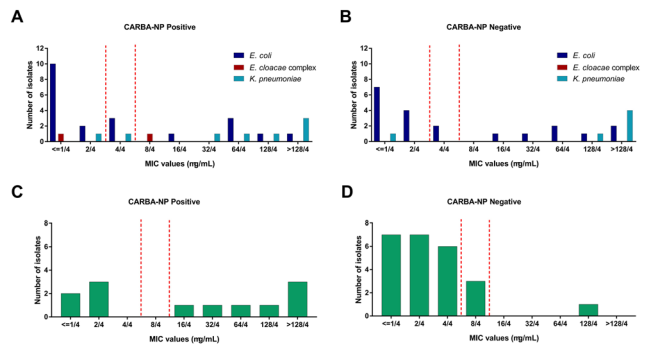 A
CARBA-NP Positive
Number of isolates
12
10
8
6
4
2
0
E. coli
E. cloacae complex
K. pneumoniae
<=1/4 2/4 4/4 8/4 16/4 32/4 64/4 128/4 >128/4
MIC values (mg/mL)
B
CARBA-NP Negative
Number of isolates
12
10
8
6
4
2
0
E. coli
E. cloacae complex
K. pneumoniae
<=1/4 2/4 4/4 8/4 16/4 32/4 64/4 128/4 >128/4
MIC values (mg/mL)
C
CARBA-NP Positive
Number of isolates
8
6
4
2
0
<=1/4 2/4 4/4 8/4 16/4 32/4 64/4 128/4 >128/4
MIC values (mg/mL)
D
CARBA-NP Negative
Number of isolates
8
6
4
2
0
<=1/4 2/4 4/4 8/4 16/4 32/4 64/4 128/4 >128/4
MIC values (mg/mL)